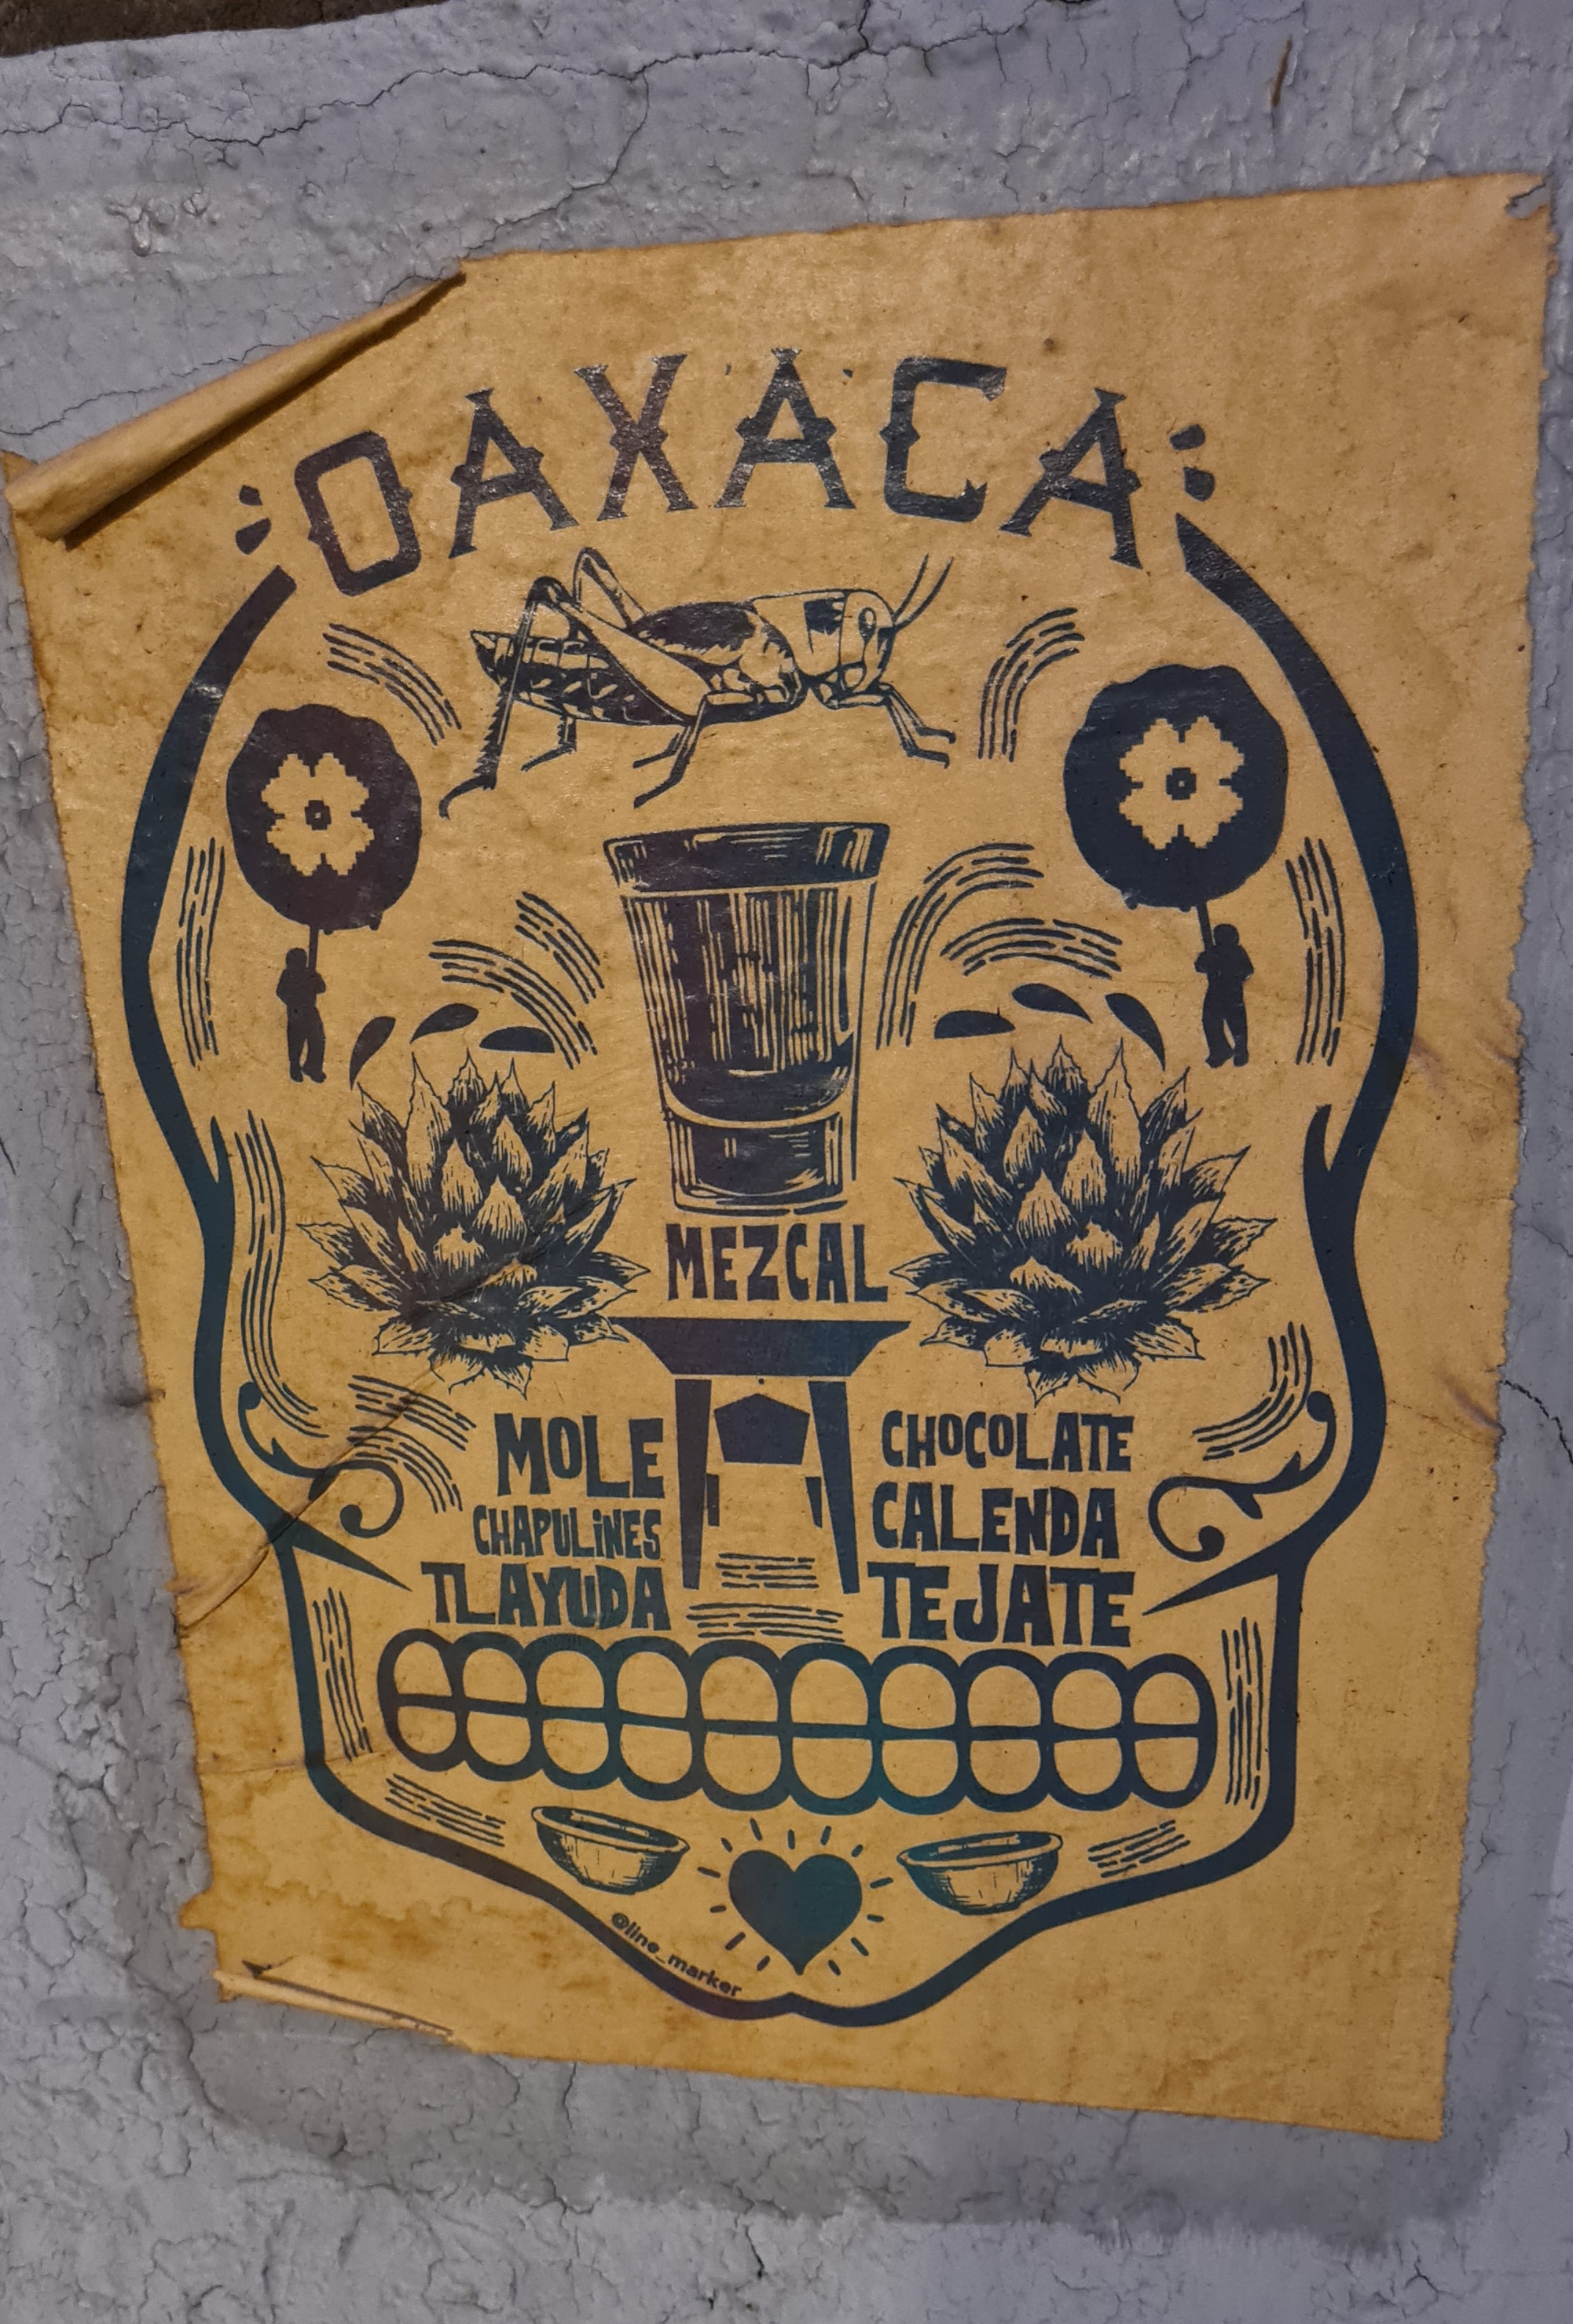 OAXACA
MEZCAL
MOLE
CHAPULiNES
TLAYUDA
CHOCOLATE
CALENDA
TEJATE
@line_marker